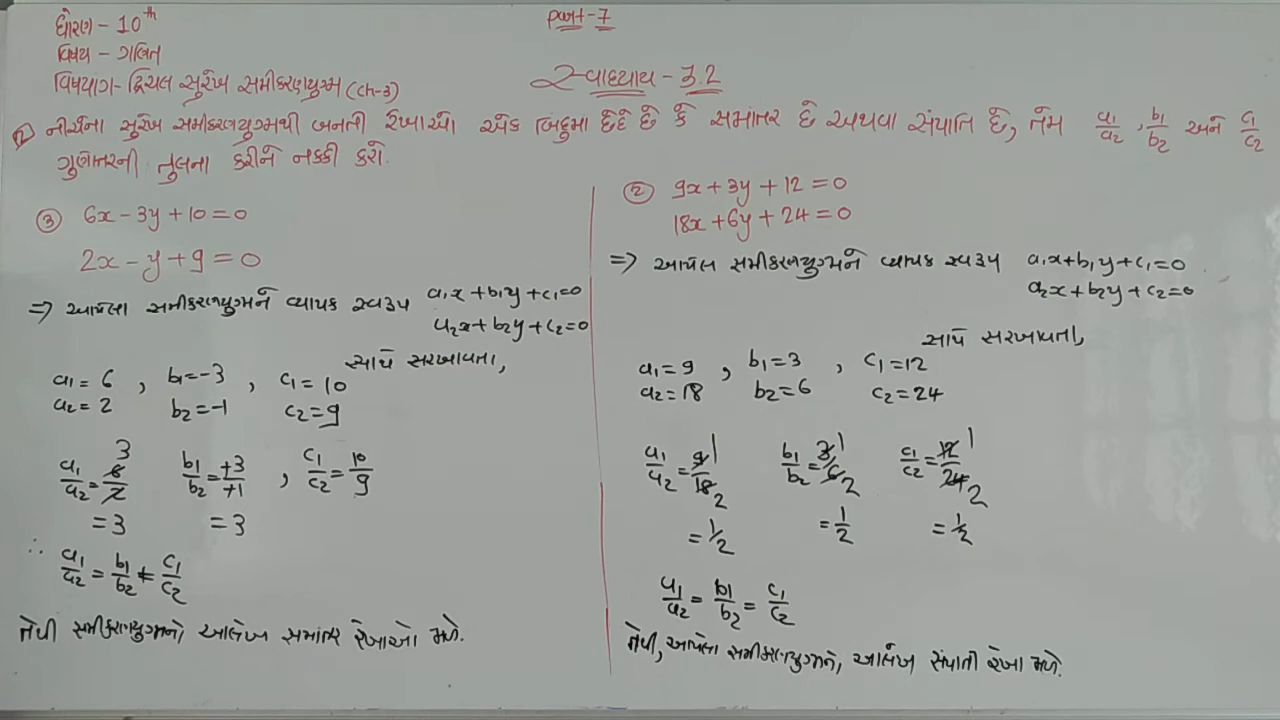 ધોરણ - 10th
વિષય - ગણિત
વિષયાંગ - દ્વિચલ સુરેખ સમીકરણયુગ્મ (ch-3)
part-7
સ્વાધ્યાય - 3.2
2) નીચેના સુરેખ સમીકરણયુગ્મથી બનતી રેખાઓ એક બિંદુમાં છેદે છે કે સમાંતર છે અથવા સંપાતિ છે, તેમ a1/a2, b1/b2 અને c1/c2
ગુણોત્તરની તુલના કરીને નક્કી કરો.
③ 6x - 3y + 10 = 0
2x - y + 9 = 0
⇒ આપેલા સમીકરણયુગ્મને વ્યાપક સ્વરૂપ a1x + b1y + c1 = 0
a2x + b2y + c2 = 0
સાથે સરખાવતા,
a1 = 6, b1 = -3, c1 = 10
a2 = 2 b2 = -1 c2 = 9
a1/a2 = 6/2 3 b1/b2 = +3/+1, c1/c2 = 10/9
= 3 = 3
∴ a1/a2 = b1/b2 ≠ c1/c2
તેથી સમીકરણયુગ્મનો, આલેખ સમાંતર રેખાઓ મળે.
② 9x + 3y + 12 = 0
18x + 6y + 24 = 0
⇒ આપેલ સમીકરણયુગ્મને વ્યાપક સ્વરૂપ a1x + b1y + c1 = 0
a2x + b2y + c2 = 0
સાથે સરખાવતા,
a1 = 9, b1 = 3, c1 = 12
a2 = 18 b2 = 6 c2 = 24
a1/a2 = 9/18 1 2 b1/b2 = 3/6 1 2 c1/c2 = 12/24 1 2
= 1/2 = 1/2 = 1/2
a1/a2 = b1/b2 = c1/c2
તેથી, આપેલા સમીકરણયુગ્મને, આલેખ સંપાતી રેખા મળે.